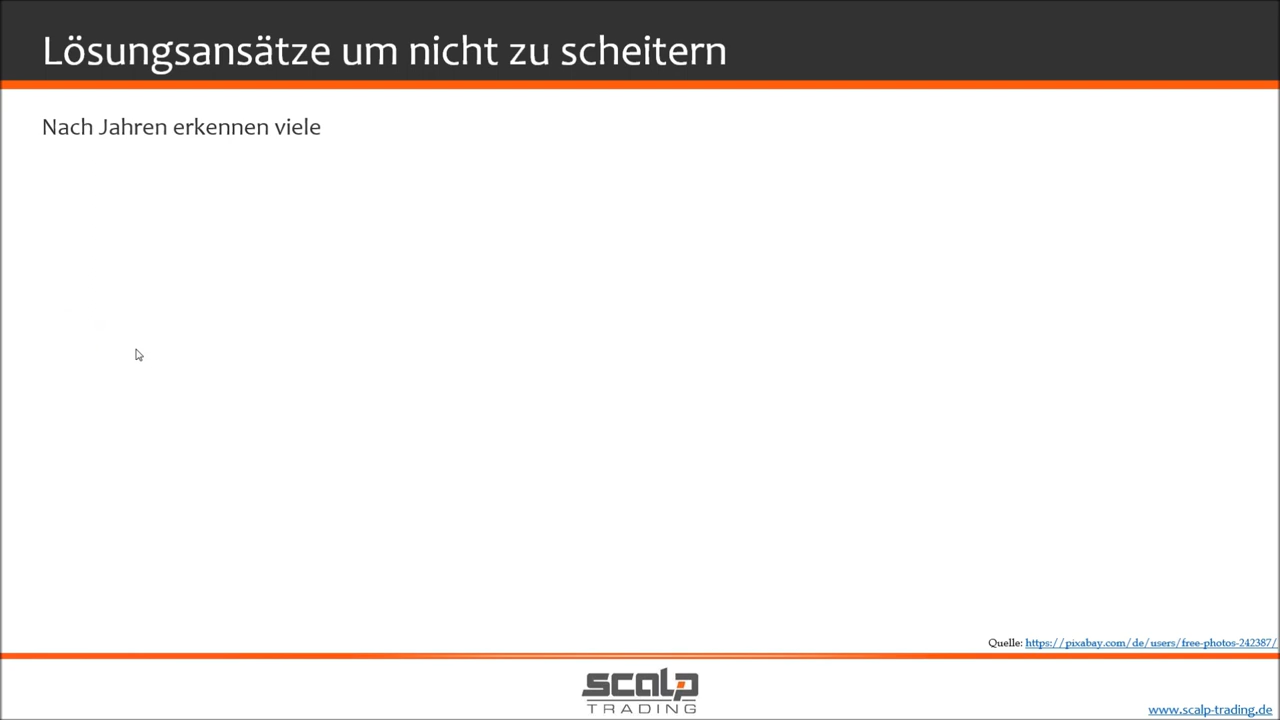 Lösungsansätze um nicht zu scheitern
Nach Jahren erkennen viele
Quelle: https://pixabay.com/de/users/free-photos-242387/
scalp
TRADING
www.scalp-trading.de